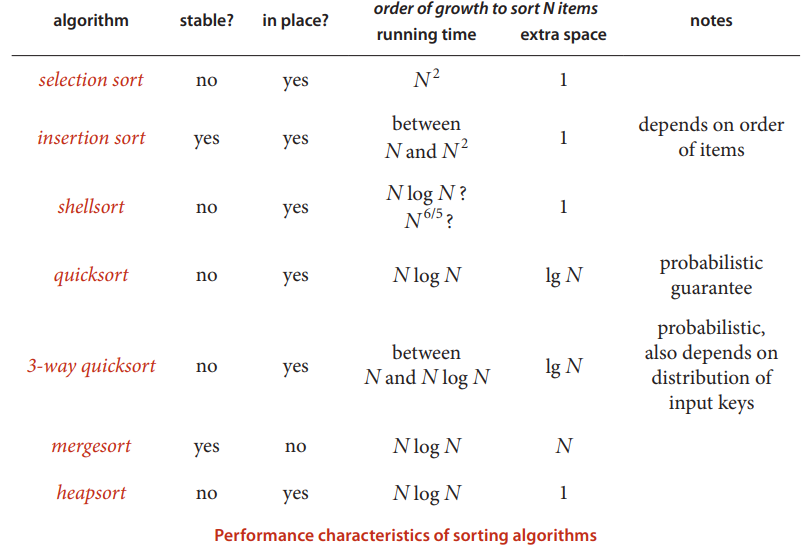 order of growth to sort N items
algorithm stable? in place? running time extra space notes
selection sort no yes N² 1
insertion sort yes yes between N and N² 1 depends on order of items
shellsort no yes N log N ? N^6/5 ? 1
quicksort no yes N log N lg N probabilistic guarantee
3-way quicksort no yes between N and N log N lg N probabilistic, also depends on distribution of input keys
mergesort yes no N log N N
heapsort no yes N log N 1
Performance characteristics of sorting algorithms